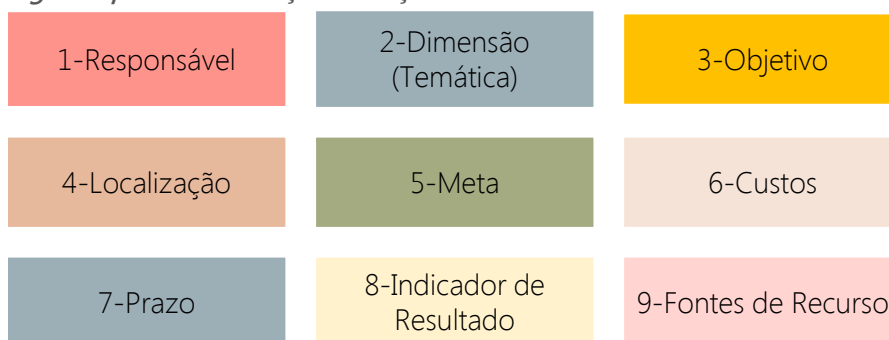 1-Responsável
2-Dimensão
(Temática)
3-Objetivo
4-Localização
5-Meta
6-Custos
7-Prazo
8-Indicador de
Resultado
9-Fontes de Recurso